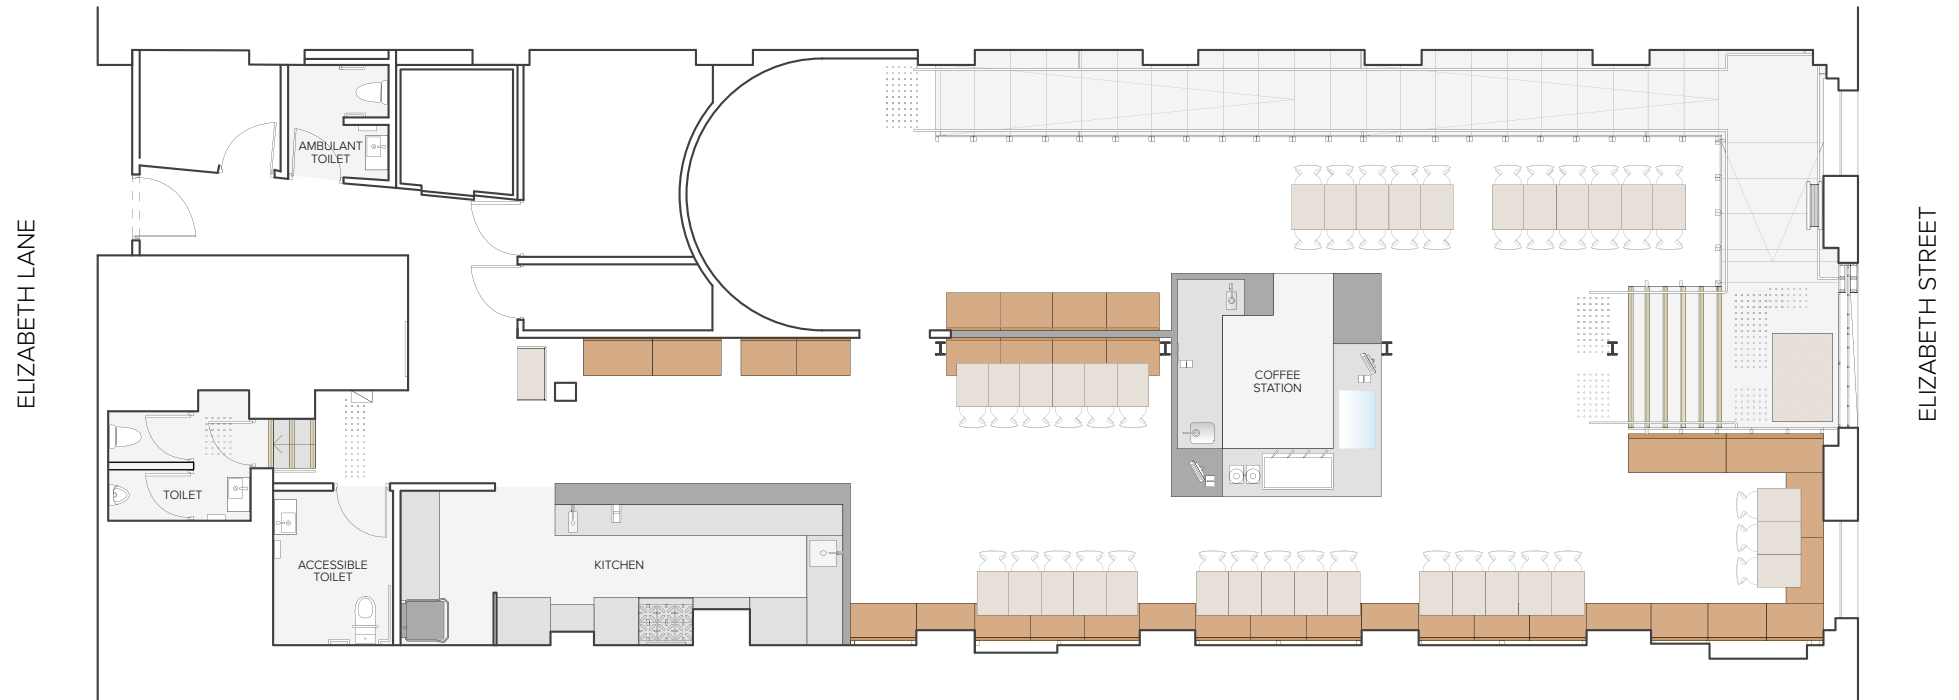 ELIZABETH LANE
AMBULANT
TOILET
TOILET
ACCESSIBLE
TOILET
KITCHEN
COFFEE
STATION
ELIZABETH STREET